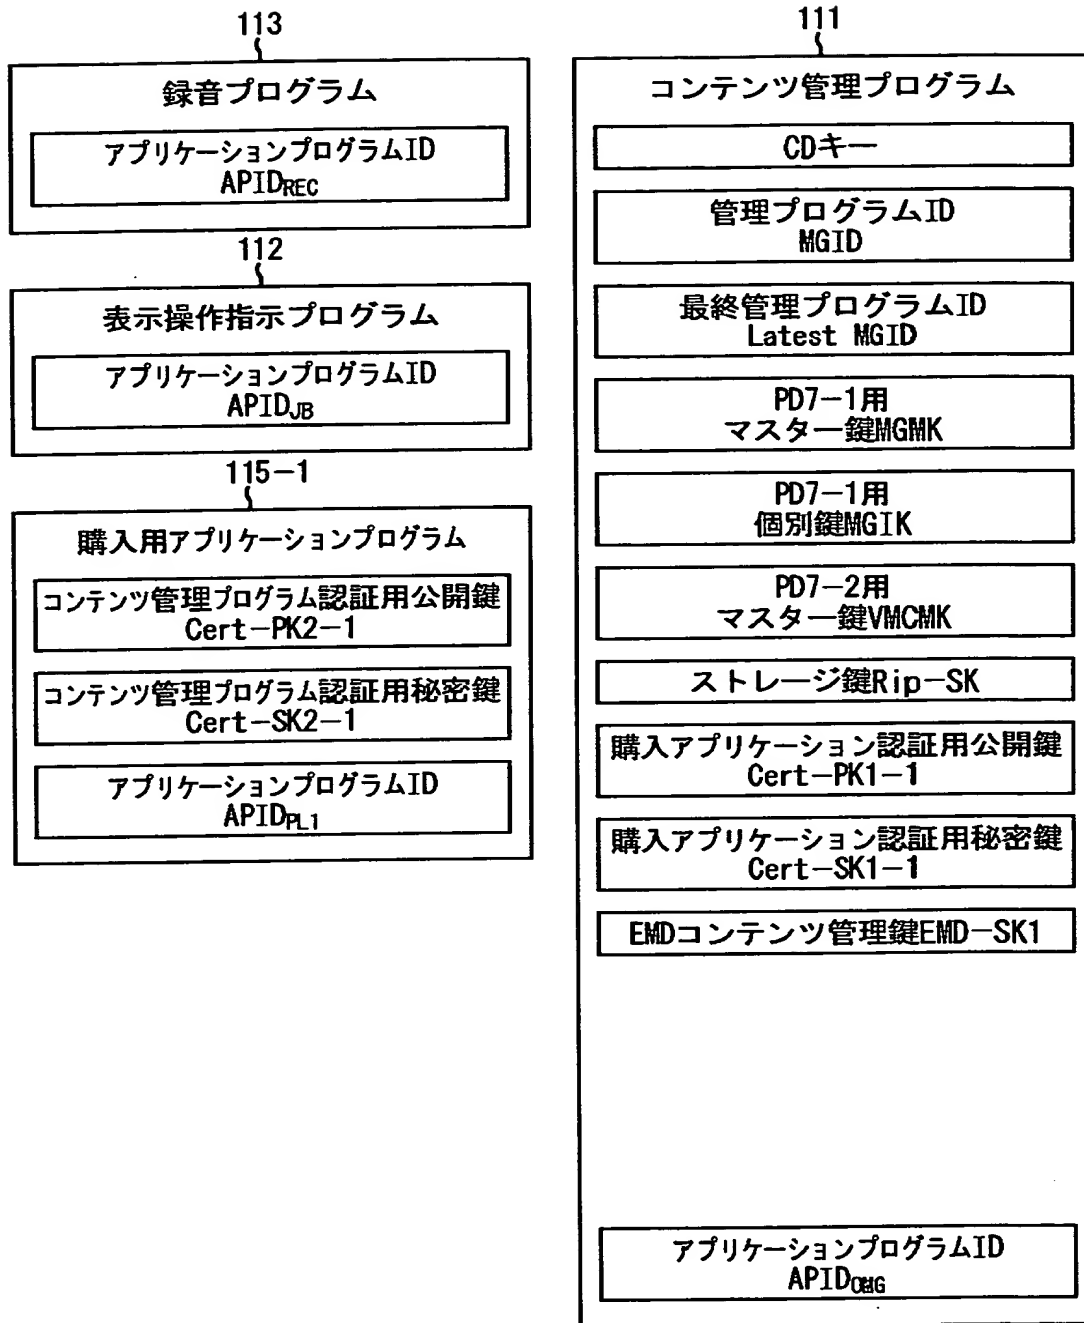 113
録音プログラム
アプリケーションプログラムID
APIDREC
112
表示操作指示プログラム
アプリケーションプログラムID
APIDJB
115−1
購入用アプリケーションプログラム
コンテンツ管理プログラム認証用公開鍵
Cert−PK2−1
コンテンツ管理プログラム認証用秘密鍵
Cert−SK2−1
アプリケーションプログラムID
APIDPL1
111
コンテンツ管理プログラム
CDキー
管理プログラムID
MGID
最終管理プログラムID
Latest MGID
PD7−1用
マスター鍵MGMK
PD7−1用
個別鍵MGIK
PD7−2用
マスター鍵VMCMK
ストレージ鍵Rip−SK
購入アプリケーション認証用公開鍵
Cert−PK1−1
購入アプリケーション認証用秘密鍵
Cert−SK1−1
EMDコンテンツ管理鍵EMD−SK1
アプリケーションプログラムID
APIDOMG